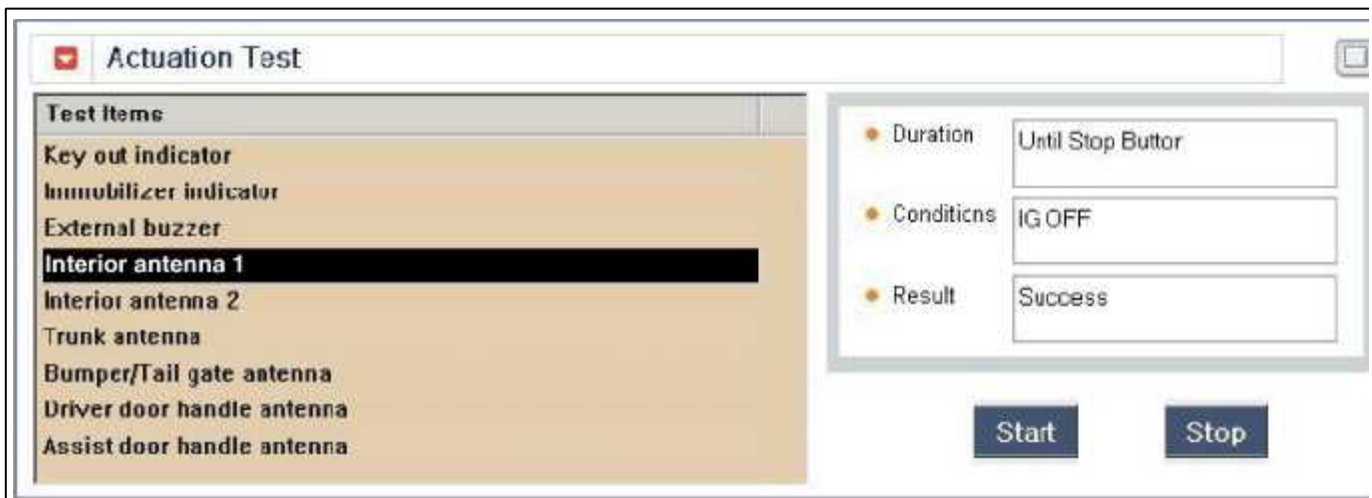 Actuation Test
Test Items
Key out indicator
Immobilizer indicator
External buzzer
Interior antenna 1
Interior antenna 2
Trunk antenna
Bumper/Tail gate antenna
Driver door handle antenna
Assist door handle antenna
Duration
Until Stop Buttor
Conditions
IG OFF
Result
Success
Start
Stop